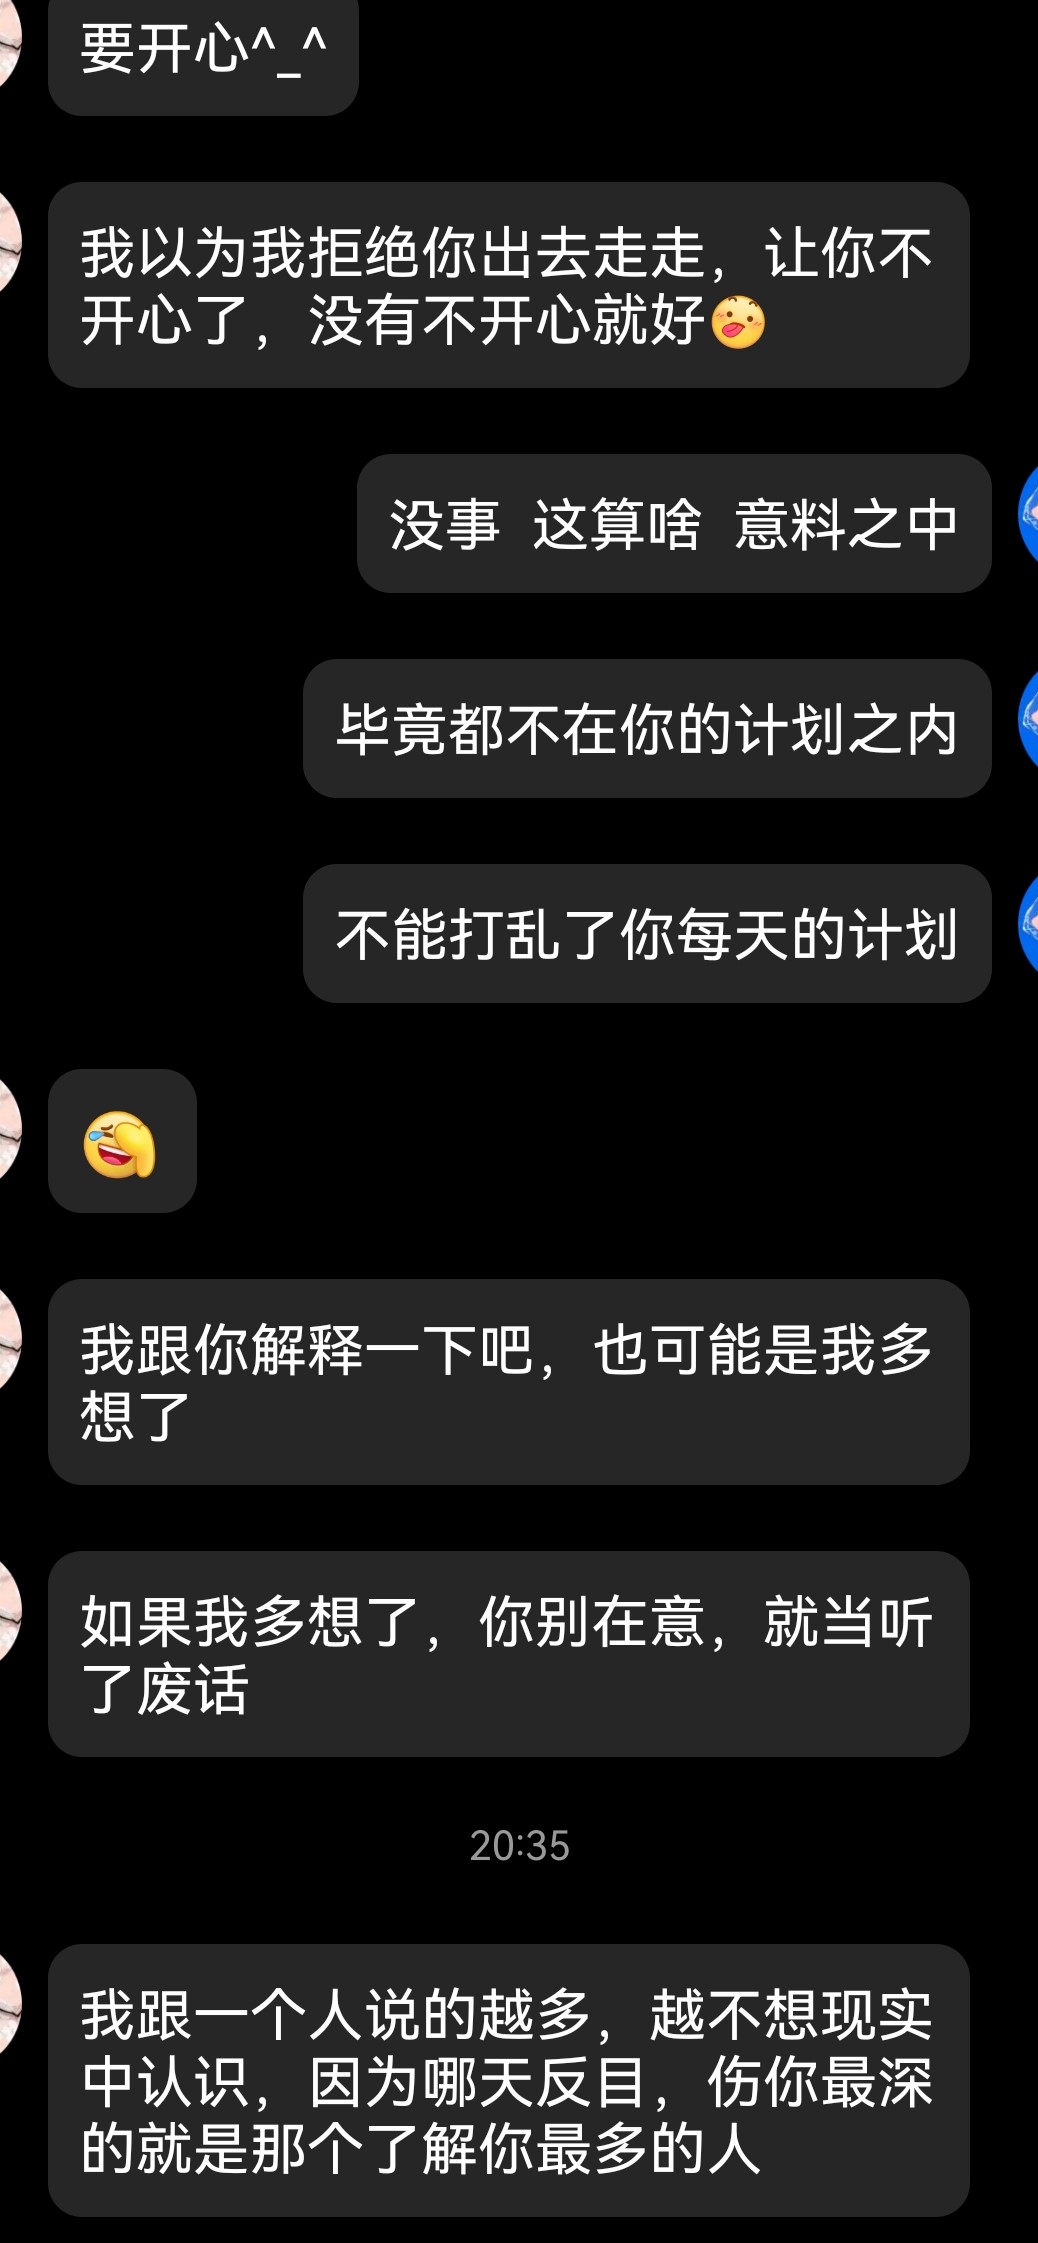 要开心^_^
我以为我拒绝你出去走走，让你不
开心了，没有不开心就好
没事 这算啥 意料之中
毕竟都不在你的计划之内
不能打乱了你每天的计划
我跟你解释一下吧，也可能是我多
想了
如果我多想了，你别在意，就当听
了废话
20:35
我跟一个人说的越多，越不想现实
中认识，因为哪天反目，伤你最深
的就是那个了解你最多的人